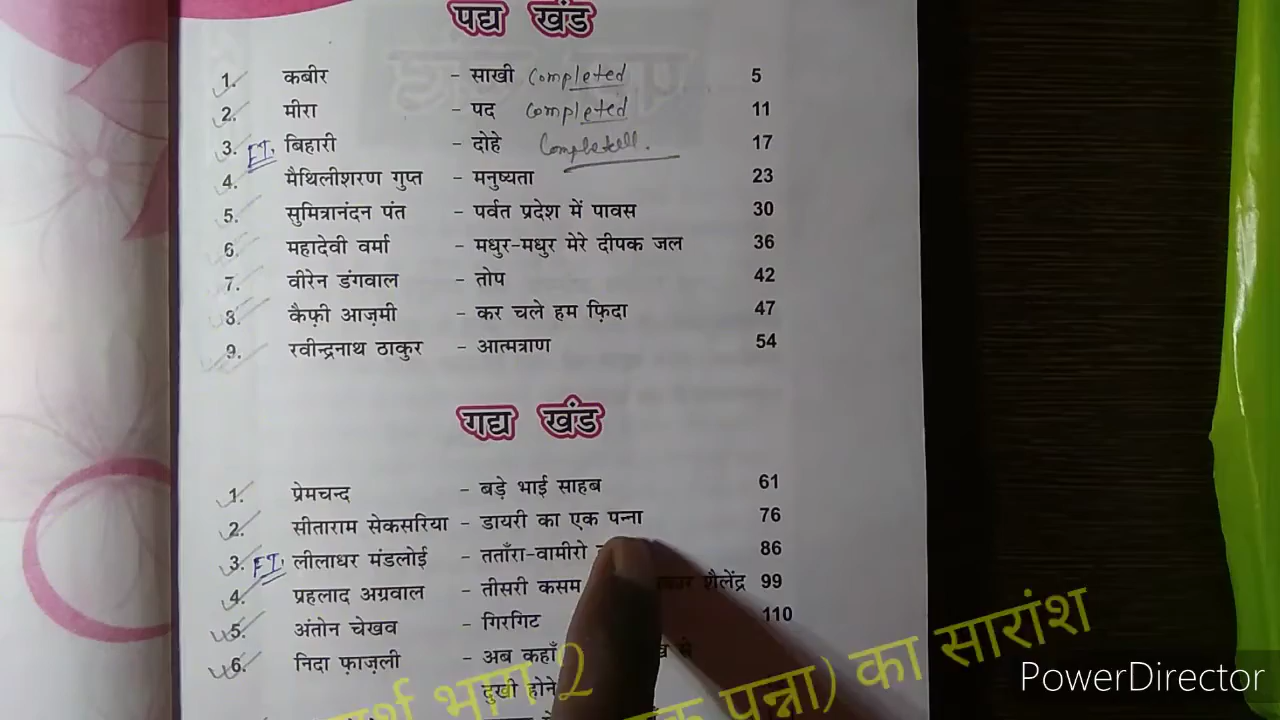 पद्य खंड
1. कबीर - साखी Completed 5
2. मीरा - पद Completed 11
3. F.T. बिहारी - दोहे Completed. 17
4. मैथिलीशरण गुप्त - मनुष्यता 23
5. सुमित्रानंदन पंत - पर्वत प्रदेश में पावस 30
6. महादेवी वर्मा - मधुर-मधुर मेरे दीपक जल 36
7. वीरेन डंगवाल - तोप 42
8. कैफ़ी आज़मी - कर चले हम फ़िदा 47
9. रवीन्द्रनाथ ठाकुर - आत्मत्राण 54
गद्य खंड
1. प्रेमचन्द - बड़े भाई साहब 61
2. सीताराम सेकसरिया - डायरी का एक पन्ना 76
3. F.T. लीलाधर मंडलोई - तताँरा-वामीरो 86
4. प्रहलाद अग्रवाल - तीसरी कसम शैलेंद्र 99
5. अंतोन चेखव - गिरगिट 110
6. निदा फ़ाज़ली - अब कहाँ से
दुखी होने
भाग 2
पन्ना) का सारांश
PowerDirector